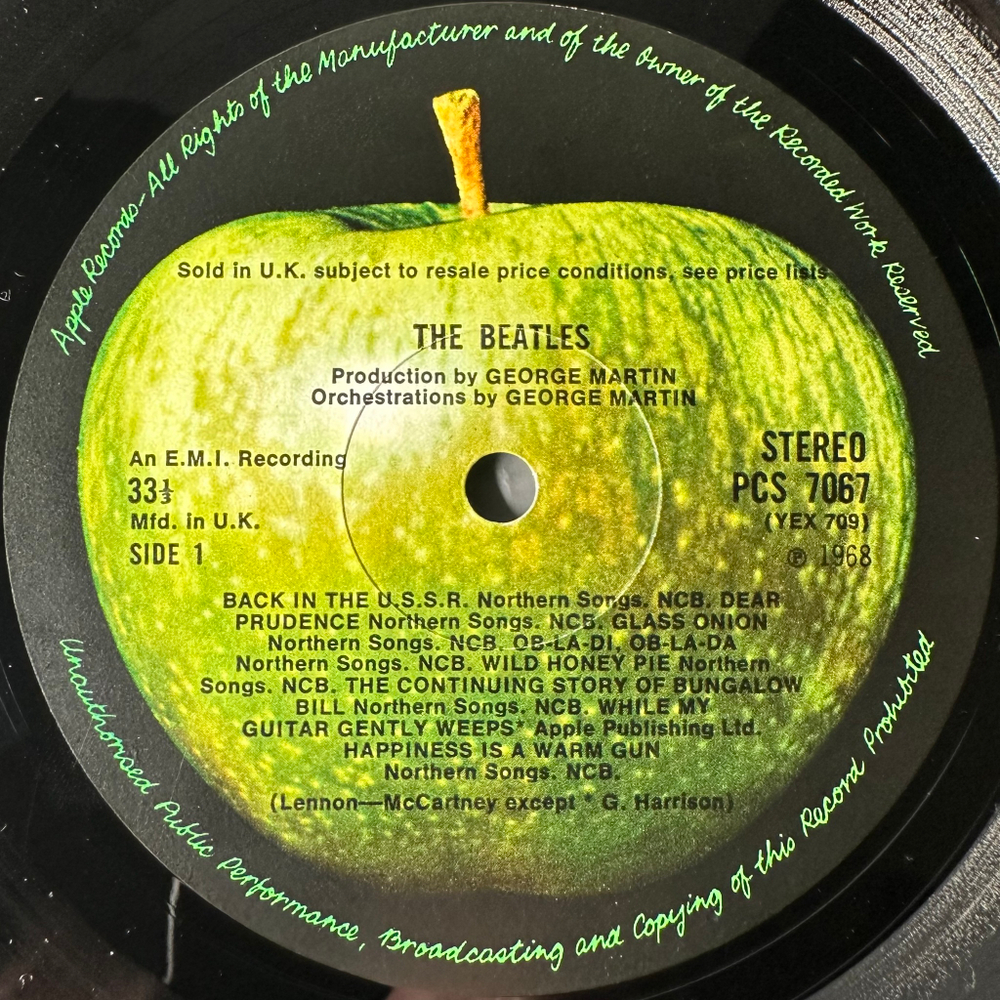 Apple Records—All Rights of the Manufacturer and of the Owner of the Recorded Work Reserved
Sold in U.K. subject to resale price conditions, see price lists
THE BEATLES
Production by GEORGE MARTIN
Orchestrations by GEORGE MARTIN
An E.M.I. Recording
33⅓
Mfd. in U.K.
SIDE 1
STEREO
PCS 7067
(YEX 709)
℗ 1968
BACK IN THE U.S.S.R. Northern Songs. NCB. DEAR
PRUDENCE Northern Songs. NCB. GLASS ONION
Northern Songs. NCB. OB-LA-DI, OB-LA-DA
Northern Songs. NCB. WILD HONEY PIE Northern
Songs. NCB. THE CONTINUING STORY OF BUNGALOW
BILL Northern Songs. NCB. WHILE MY
GUITAR GENTLY WEEPS* Apple Publishing Ltd.
HAPPINESS IS A WARM GUN
Northern Songs. NCB.
(Lennon—McCartney except * G. Harrison)
Unauthorised Public Performance, Broadcasting and Copying of this Record Prohibited